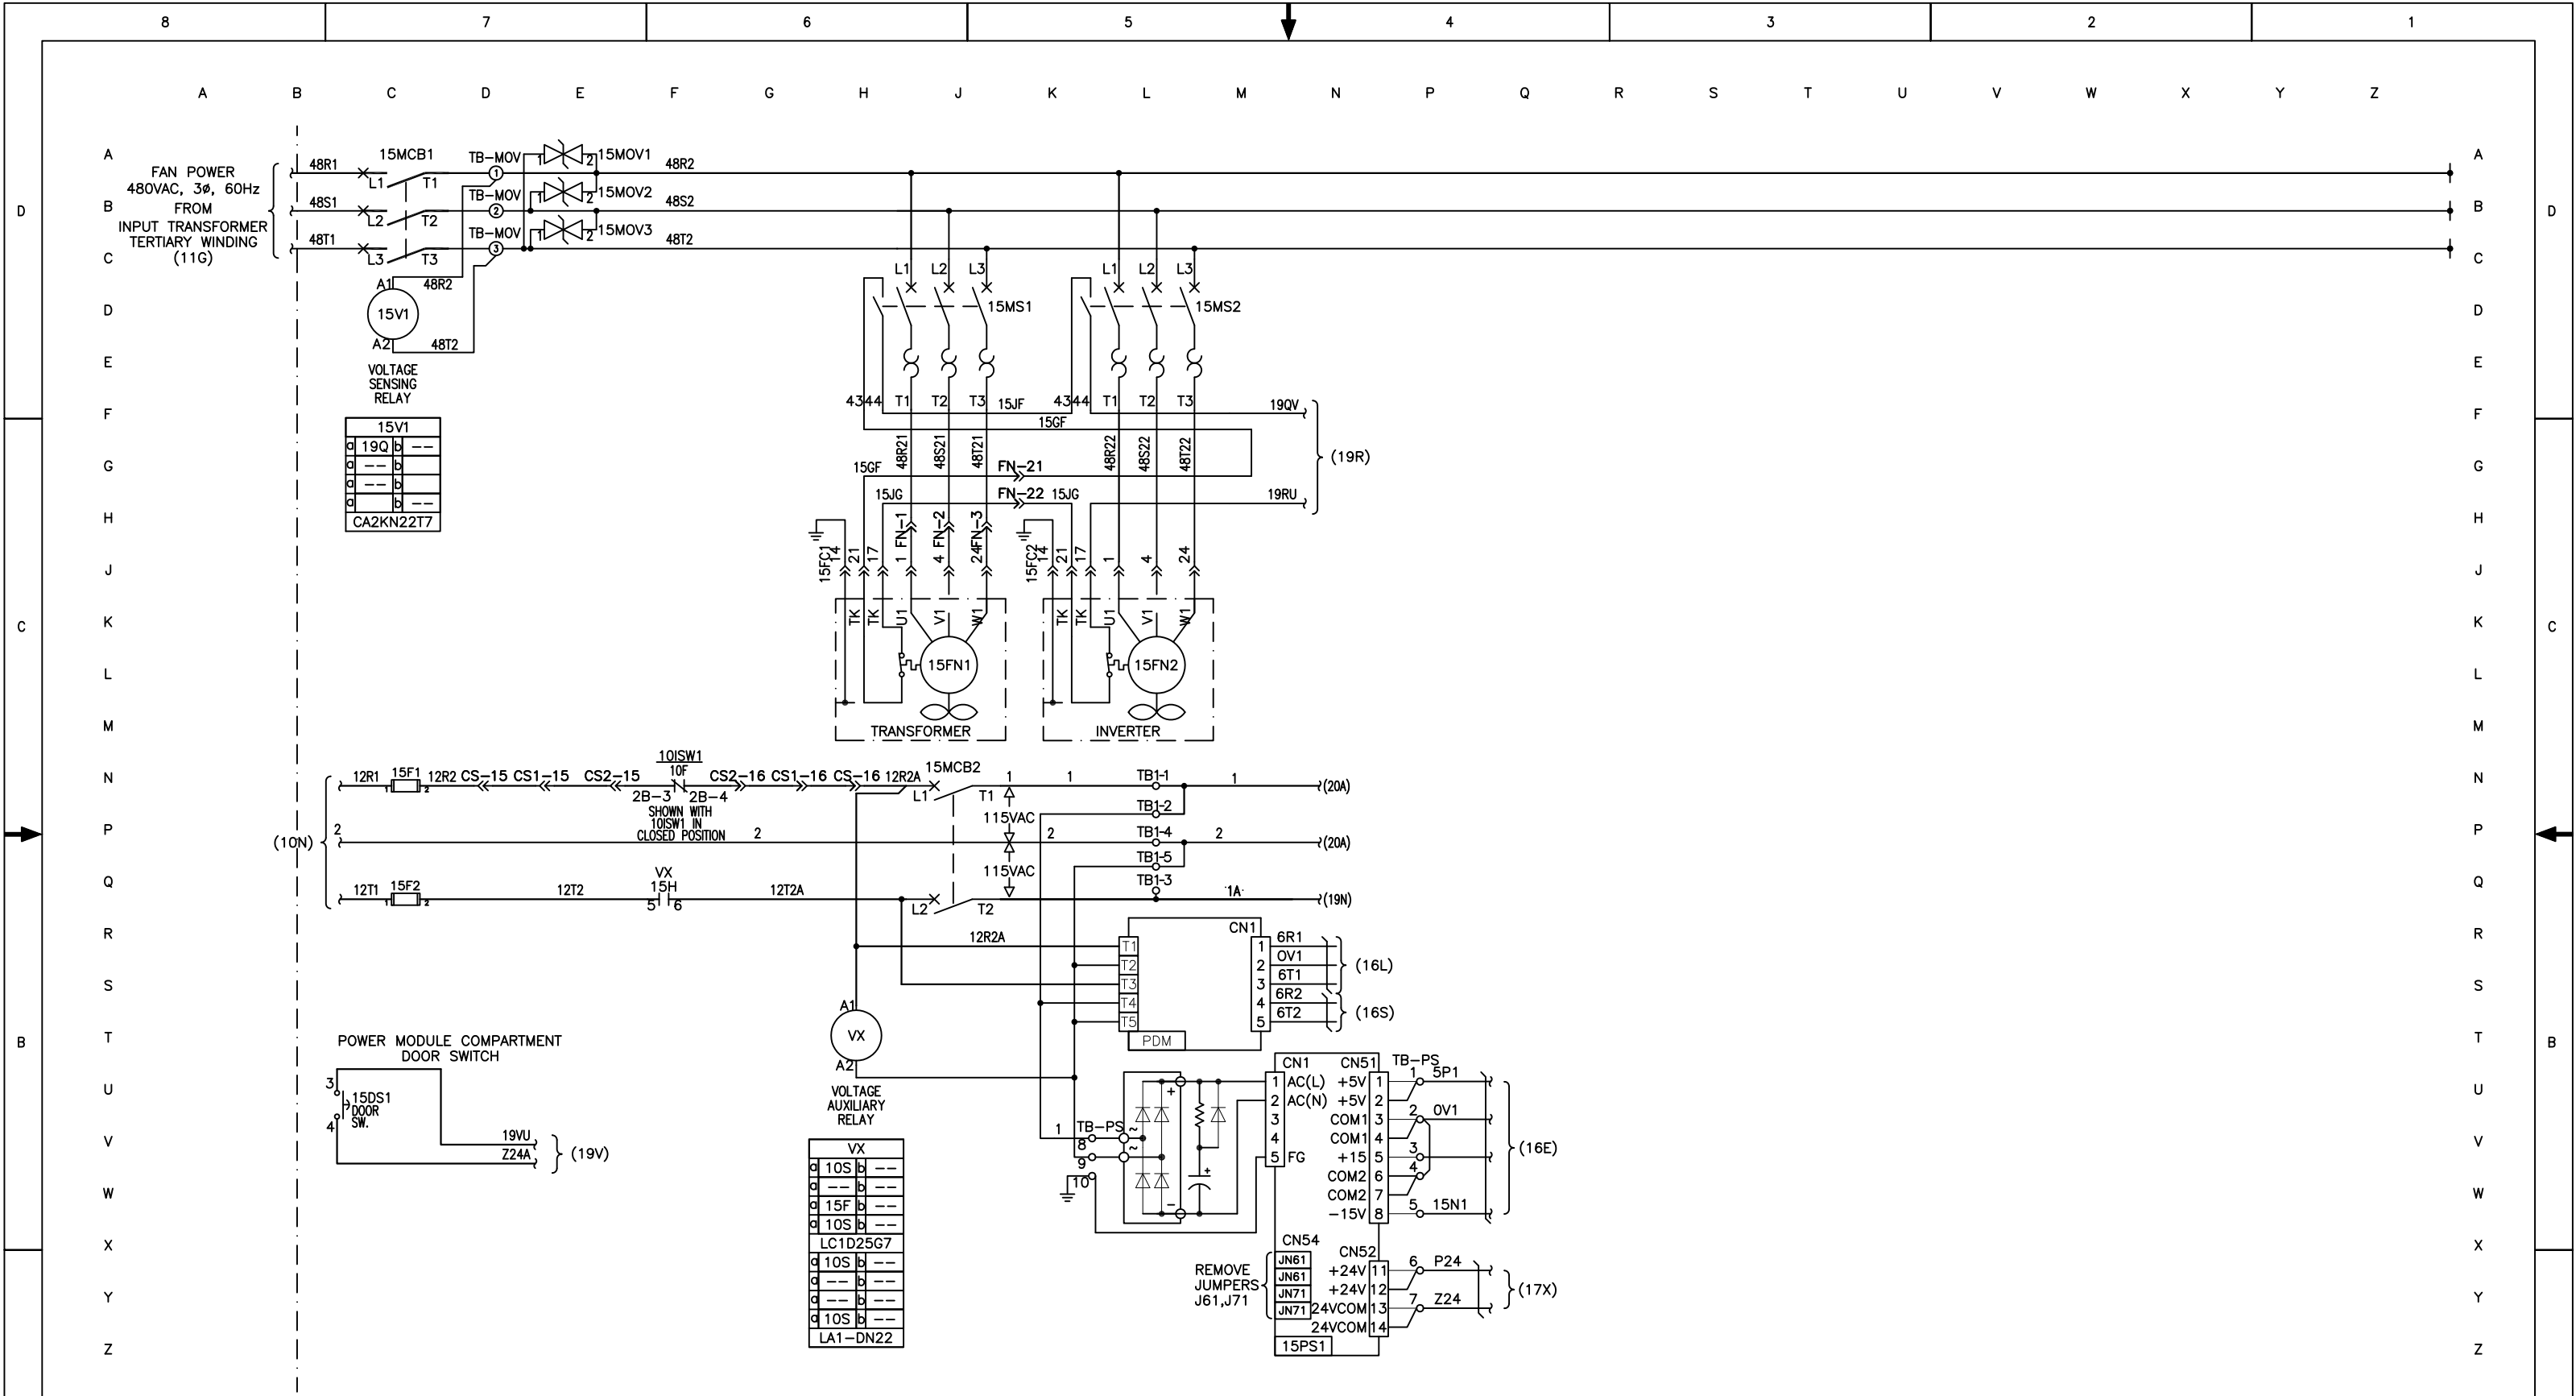 8 7 6 5 4 3 2 1
A B C D E F G H J K L M N P Q R S T U V W X Y Z
A A
B B
C C
D D
E E
F F
G G
H H
J J
K K
L L
M M
N N
P P
Q Q
R R
S S
T T
U U
V V
W W
X X
Y Y
Z Z
D D
C C
B B
FAN POWER
480VAC, 3ø, 60Hz
FROM
INPUT TRANSFORMER
TERTIARY WINDING
(11G)
48R1 15MCB1 TB-MOV 1 2 15MOV1 48R2
L1 T1 1
48S1 TB-MOV 1 2 15MOV2 48S2
L2 T2 2
48T1 TB-MOV 1 2 15MOV3 48T2
L3 T3 3
A1 48R2
15V1
A2 48T2
VOLTAGE
SENSING
RELAY
15V1
a 19Q b --
a -- b
a -- b
a b --
CA2KN22T7
L1 L2 L3 15MS1
L1 L2 L3 15MS2
43 44 T1 T2 T3 15JF 43 44 T1 T2 T3 19QV
15GF
48R21 48S21 48T21 48R22 48S22 48T22 (19R)
15GF FN-21
15JG FN-22 15JG 19RU
FN-1 FN-2 FN-3
15FC1 14 21 17 1 4 24
15FC2 14 21 17 1 4 24
TK TK U1 V1 W1
TK TK U1 V1 W1
15FN1 15FN2
TRANSFORMER INVERTER
12R1 15F1 12R2 CS-15 CS1-15 CS2-15 10ISW1 CS2-16 CS1-16 CS-16 12R2A 15MCB2 1 1 TB1-1 1 (20A)
1 2 10F
2B-3 2B-4 L1 T1
SHOWN WITH
10ISW1 IN
CLOSED POSITION
115VAC TB1-2
(10N) 2 2 2 TB1-4 2 (20A)
115VAC TB1-5
12T1 15F2 12T2 VX 12T2A TB1-3 1A (19N)
1 2 15H
5 6 L2 T2
12R2A
CN1
T1 1 6R1
T2 2 0V1 (16L)
T3 3 6T1
T4 4 6R2
T5 5 6T2 (16S)
PDM
A1
VX
A2
VOLTAGE
AUXILIARY
RELAY
VX
a 10S b --
a -- b --
a 15F b --
a 10S b --
LC1D25G7
a 10S b --
a -- b --
a -- b --
a 10S b --
LA1-DN22
POWER MODULE COMPARTMENT
DOOR SWITCH
3
15DS1
DOOR
SW.
4
19VU
Z24A (19V)
1 TB-PS
8 ~
9 ~
10
+
+
-
CN1 CN51 TB-PS
1 AC(L) +5V 1 1 5P1
2 AC(N) +5V 2
3 COM1 3 2 0V1
4 COM1 4
5 FG +15 5 3
COM2 6 4
COM2 7
-15V 8 5 15N1
(16E)
CN54 CN52
JN61 +24V 11 6 P24
JN61 +24V 12
JN71 24VCOM 13 7 Z24
JN71 24VCOM 14
(17X)
REMOVE
JUMPERS
J61,J71
15PS1